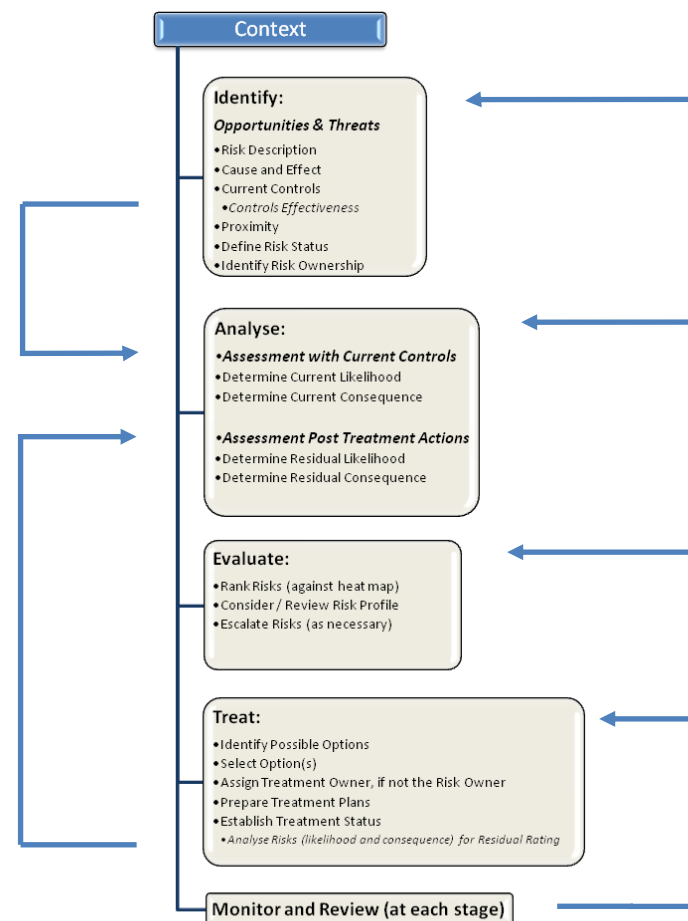 Context
Identify:
Opportunities & Threats
•Risk Description
•Cause and Effect
•Current Controls
•Controls Effectiveness
•Proximity
•Define Risk Status
•Identify Risk Ownership
Analyse:
•Assessment with Current Controls
•Determine Current Likelihood
•Determine Current Consequence
•Assessment Post Treatment Actions
•Determine Residual Likelihood
•Determine Residual Consequence
Evaluate:
•Rank Risks (against heat map)
•Consider / Review Risk Profile
•Escalate Risks (as necessary)
Treat:
•Identify Possible Options
•Select Option(s)
•Assign Treatment Owner, if not the Risk Owner
•Prepare Treatment Plans
•Establish Treatment Status
•Analyse Risks (likelihood and consequence) for Residual Rating
Monitor and Review (at each stage)